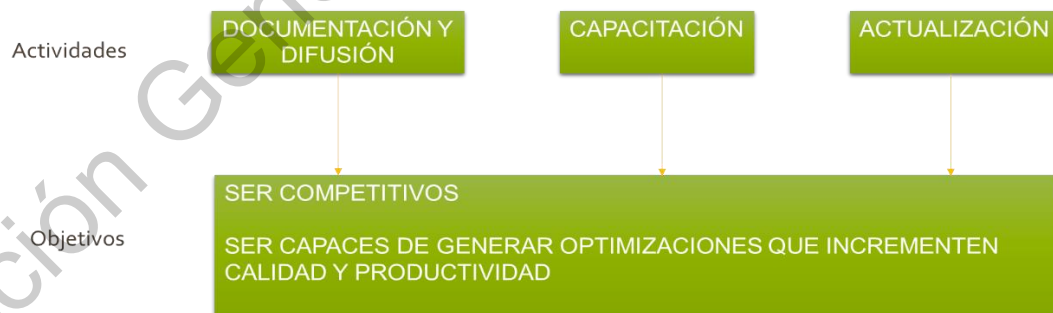 Actividades
DOCUMENTACIÓN Y
DIFUSIÓN
CAPACITACIÓN
ACTUALIZACIÓN
Objetivos
SER COMPETITIVOS
SER CAPACES DE GENERAR OPTIMIZACIONES QUE INCREMENTEN
CALIDAD Y PRODUCTIVIDAD